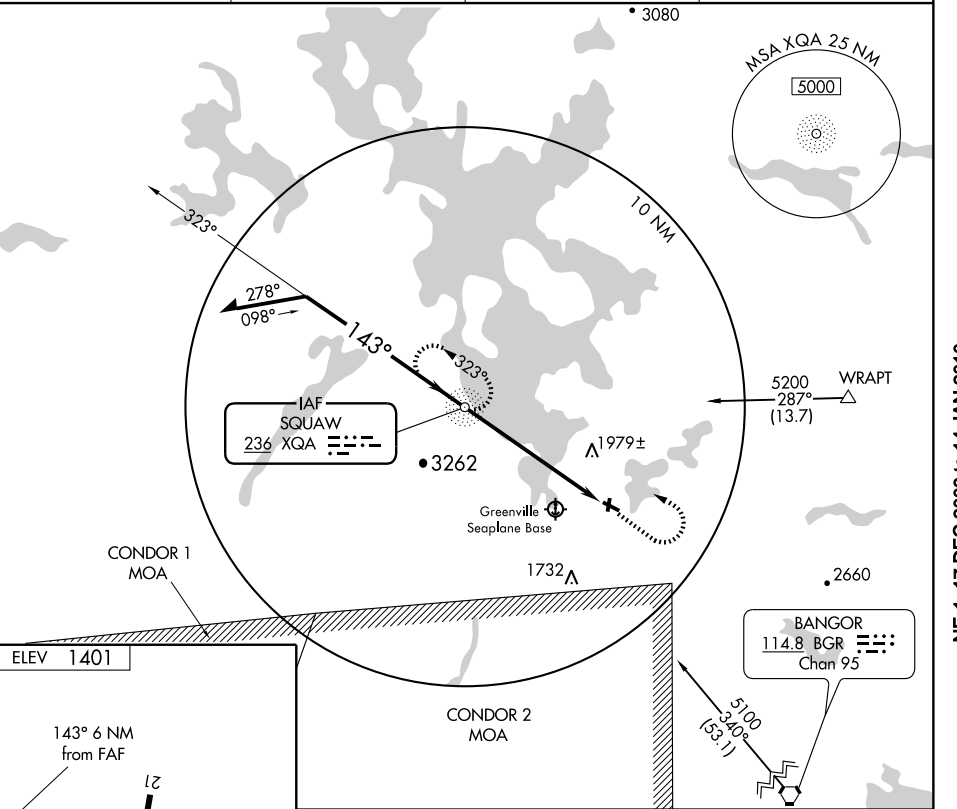 3080
MSA XQA 25 NM
5000
10 NM
323°
278°
098°
143°
323°
5200
287°
(13.7)
WRAPT
IAF
SQUAW
236 XQA
3262
1979±
Greenville
Seaplane Base
CONDOR 1
MOA
1732
2660
BANGOR
114.8 BGR
Chan 95
ELEV 1401
CONDOR 2
MOA
5100
340°
(53.1)
143° 6 NM
from FAF
21